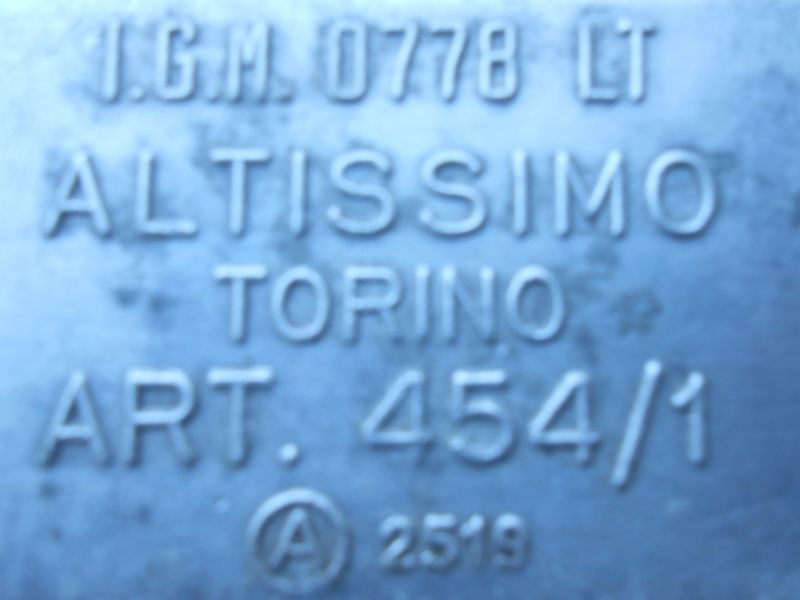 I.G.M. 0778 LT
ALTISSIMO
TORINO
ART. 454/1
A 2519